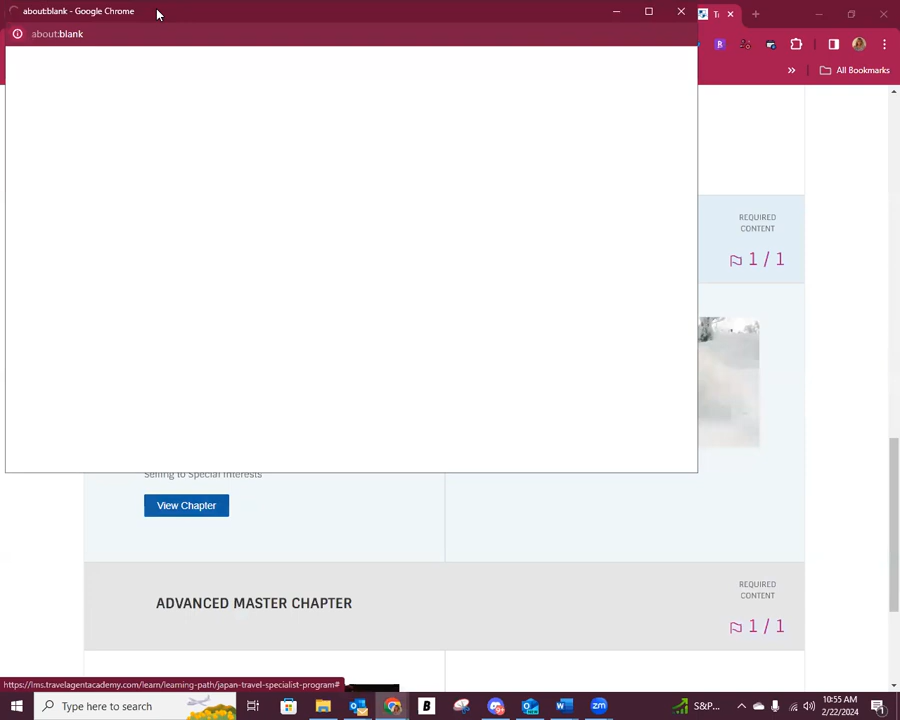 about:blank - Google Chrome
about:blank
All Bookmarks
REQUIRED
CONTENT
1 / 1
Selling to Special Interests
View Chapter
ADVANCED MASTER CHAPTER
REQUIRED
CONTENT
1 / 1
https://lms.travelagentacademy.com/learn/learning-path/japan-travel-specialist-program#
Type here to search
S&P...
10:55 AM
2/22/2024